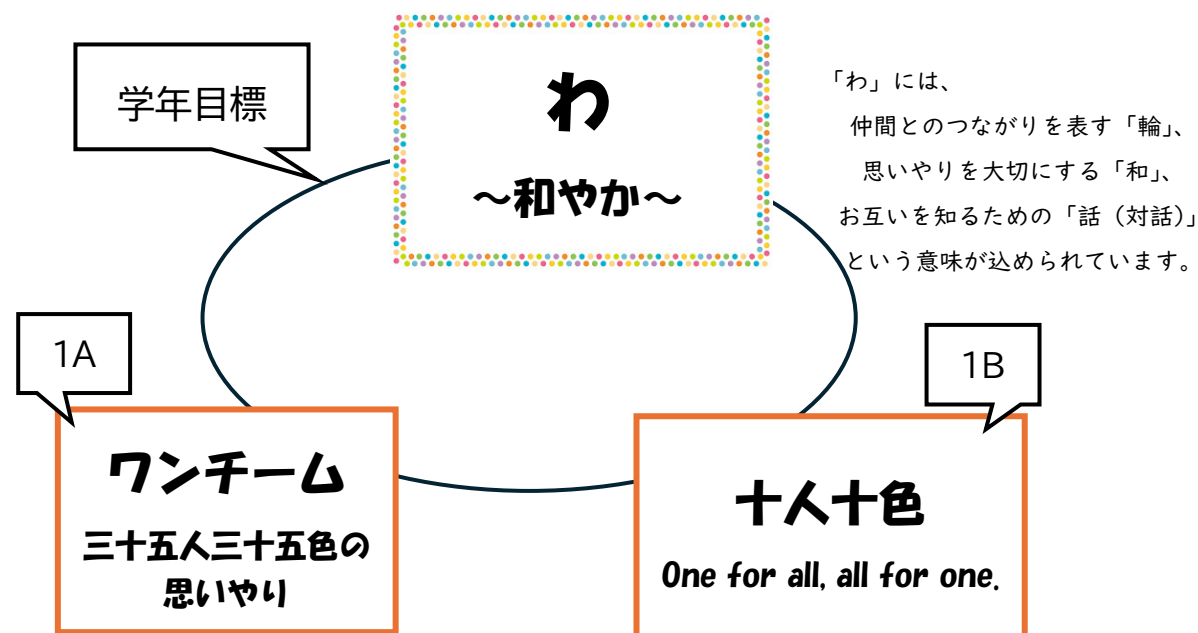 学年目標
わ
～和やか～
「わ」には、
仲間とのつながりを表す「輪」、
思いやりを大切にする「和」、
お互いを知るための「話（対話）」
という意味が込められています。
1A
ワンチーム
三十五人三十五色の
思いやり
1B
十人十色
One for all, all for one.